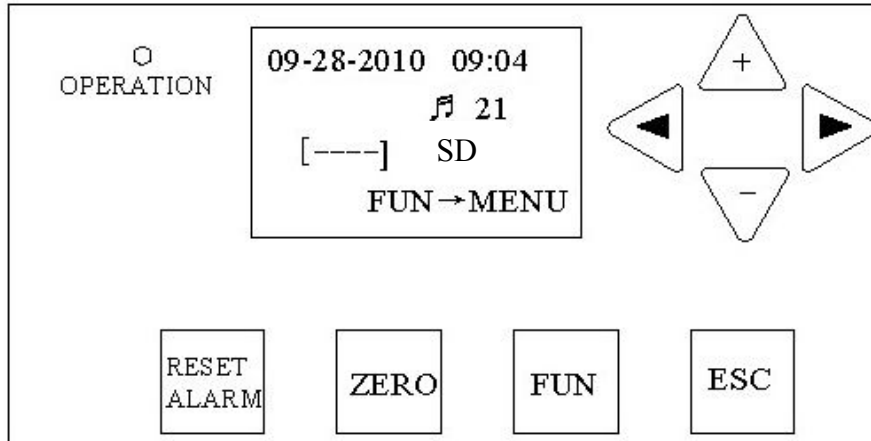 OPERATION
09-28-2010 09:04
♬ 21
[----] SD
FUN→MENU
+
−
RESET
ALARM
ZERO
FUN
ESC